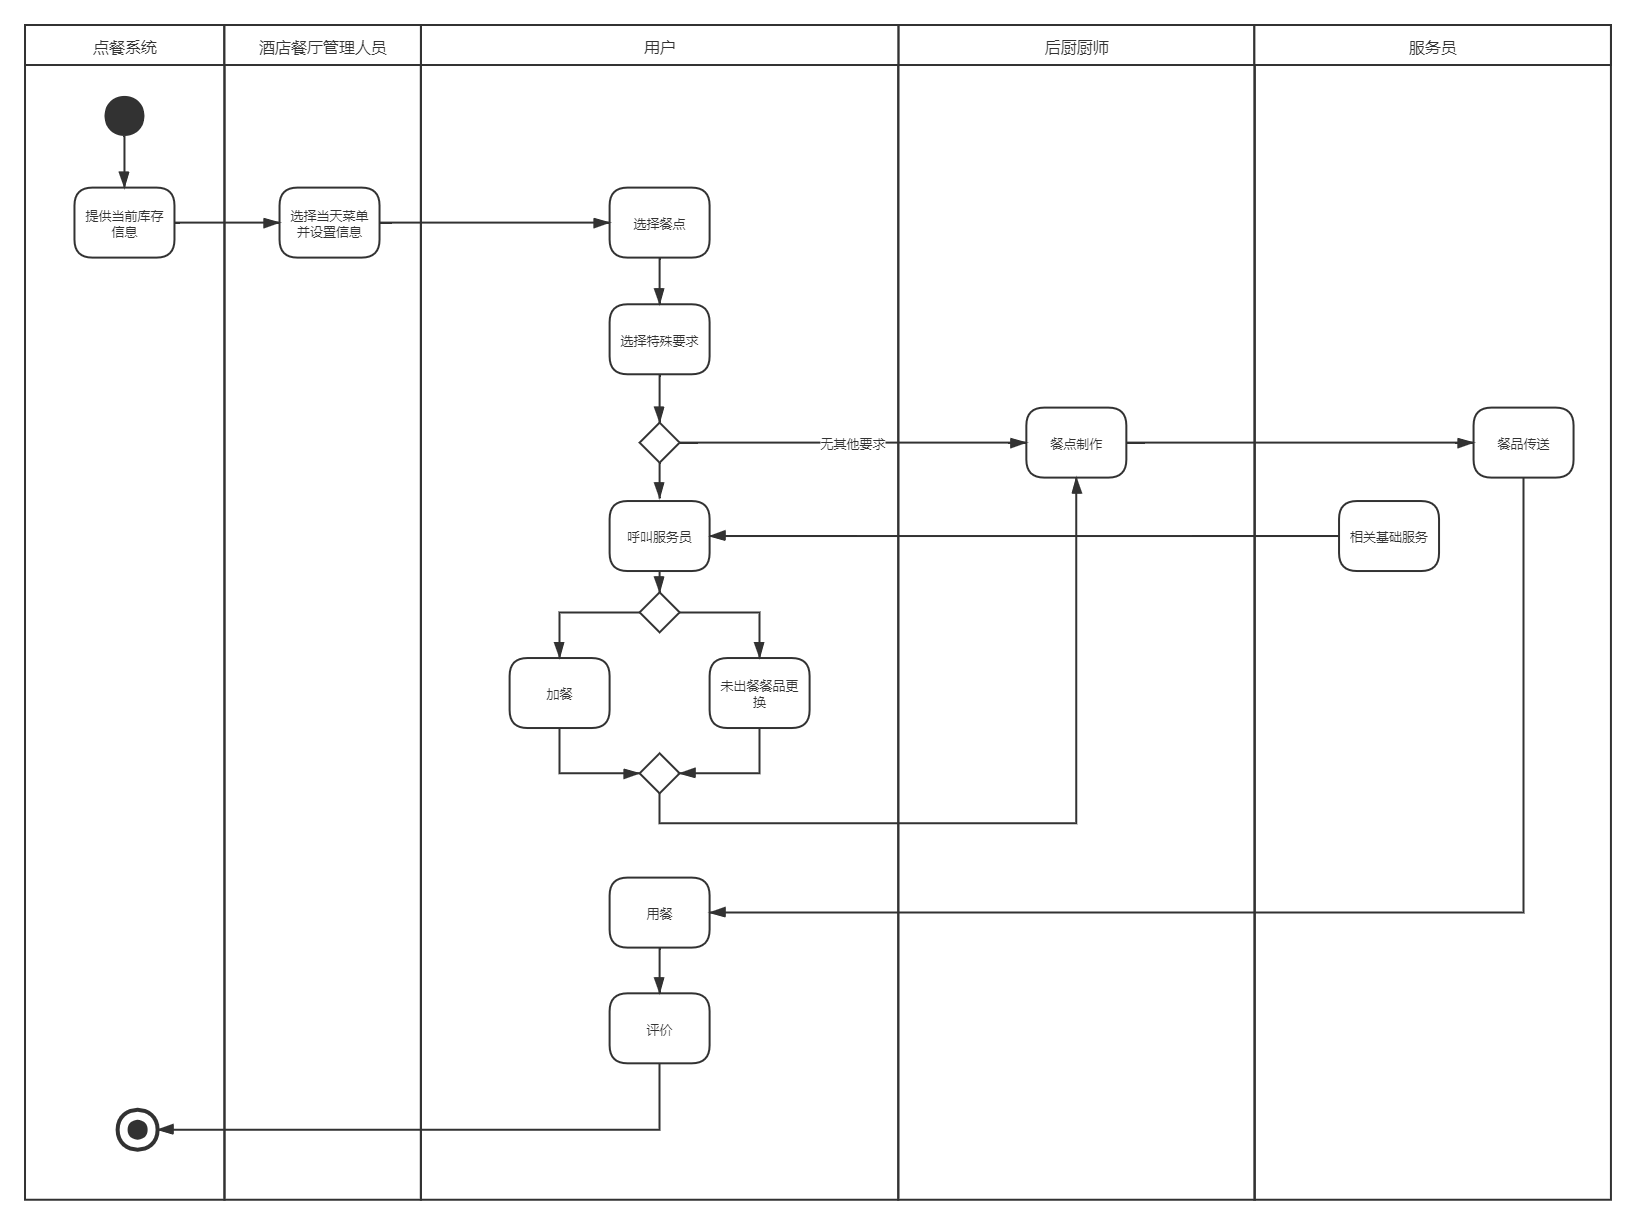 点餐系统
酒店餐厅管理人员
用户
后厨厨师
服务员
提供当前库存
信息
选择当天菜单
并设置信息
选择餐点
选择特殊要求
无其他要求
餐点制作
餐品传送
呼叫服务员
相关基础服务
加餐
未出餐餐品更
换
用餐
评价